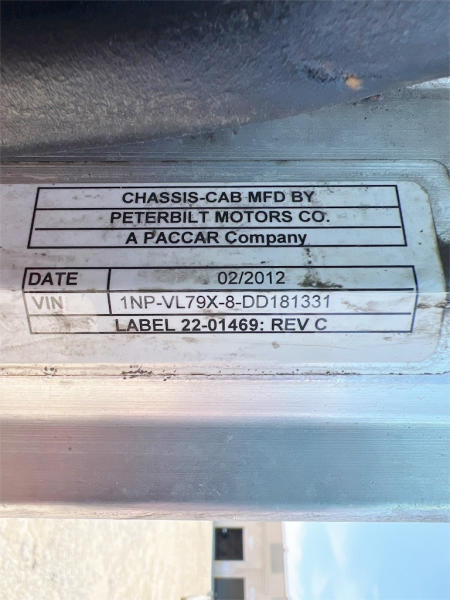 CHASSIS-CAB MFD BY
PETERBILT MOTORS CO.
A PACCAR Company
DATE 02/2012
VIN 1NP-VL79X-8-DD181331
LABEL 22-01469: REV C